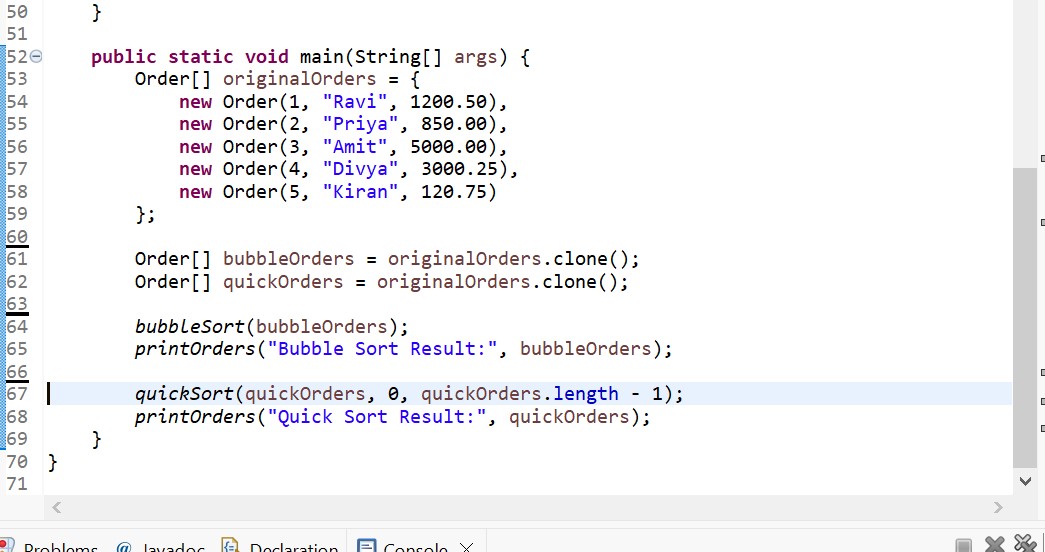 50 }
51
52 public static void main(String[] args) {
53 Order[] originalOrders = {
54 new Order(1, "Ravi", 1200.50),
55 new Order(2, "Priya", 850.00),
56 new Order(3, "Amit", 5000.00),
57 new Order(4, "Divya", 3000.25),
58 new Order(5, "Kiran", 120.75)
59 };
60
61 Order[] bubbleOrders = originalOrders.clone();
62 Order[] quickOrders = originalOrders.clone();
63
64 bubbleSort(bubbleOrders);
65 printOrders("Bubble Sort Result:", bubbleOrders);
66
67 quickSort(quickOrders, 0, quickOrders.length - 1);
68 printOrders("Quick Sort Result:", quickOrders);
69 }
70 }
71
Problems @ Javadoc Declaration Console